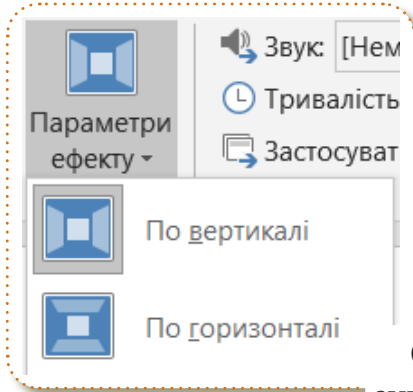 Параметри
ефекту
Звук: [Нем
Тривалість
Застосуват
По вертикалі
По горизонталі